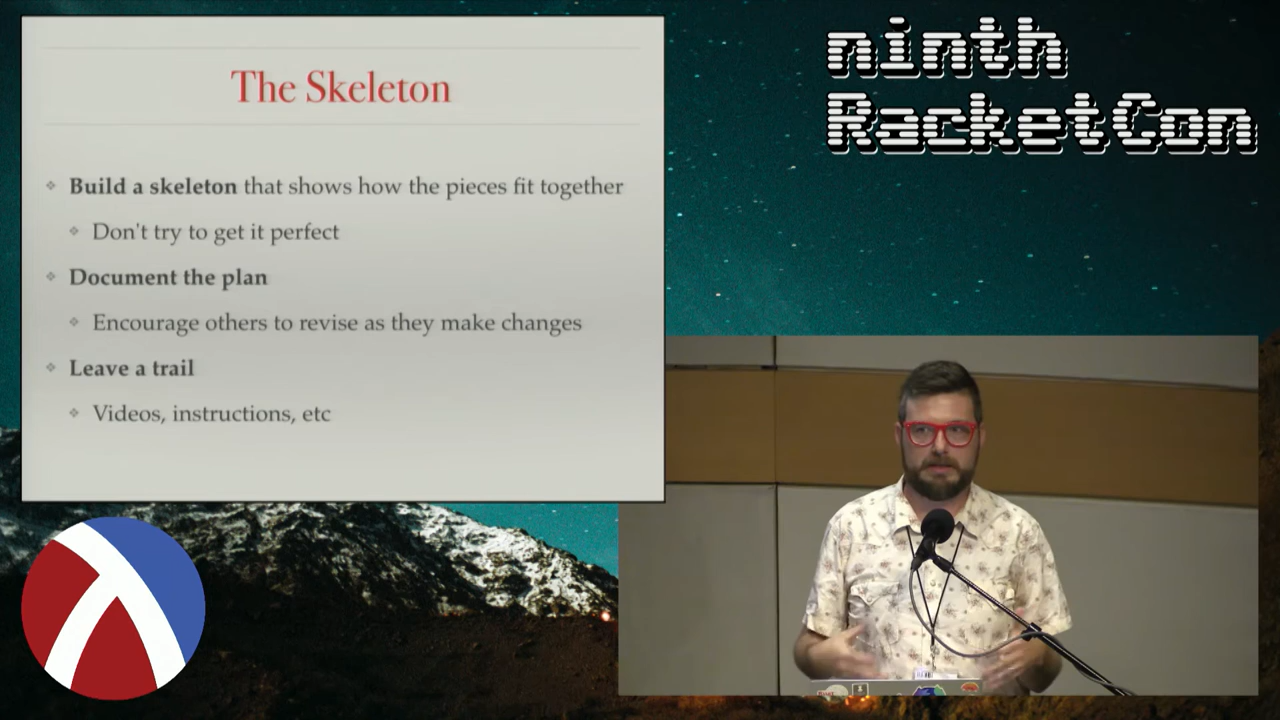 The Skeleton
Build a skeleton that shows how the pieces fit together
Don't try to get it perfect
Document the plan
Encourage others to revise as they make changes
Leave a trail
Videos, instructions, etc
ninth
RacketCon